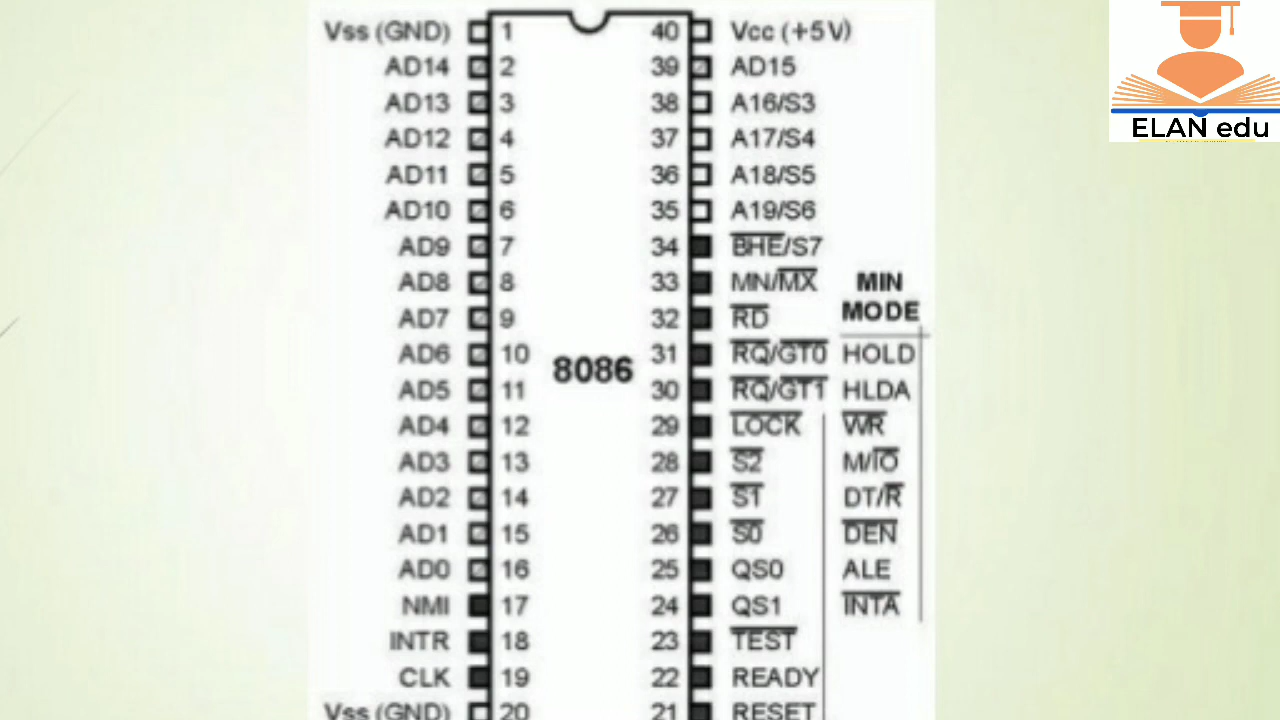 Vss (GND) 1 40 Vcc (+5V)
AD14 2 39 AD15
AD13 3 38 A16/S3
AD12 4 37 A17/S4
AD11 5 36 A18/S5
AD10 6 35 A19/S6
AD9 7 34 BHE/S7
AD8 8 33 MN/MX MIN
MODE
AD7 9 32 RD
AD6 10 31 RQ/GT0 HOLD
8086
AD5 11 30 RQ/GT1 HLDA
AD4 12 29 LOCK WR
AD3 13 28 S2 M/IO
AD2 14 27 S1 DT/R
AD1 15 26 S0 DEN
AD0 16 25 QS0 ALE
NMI 17 24 QS1 INTA
INTR 18 23 TEST
CLK 19 22 READY
Vss (GND) 20 21 RESET
ELAN edu